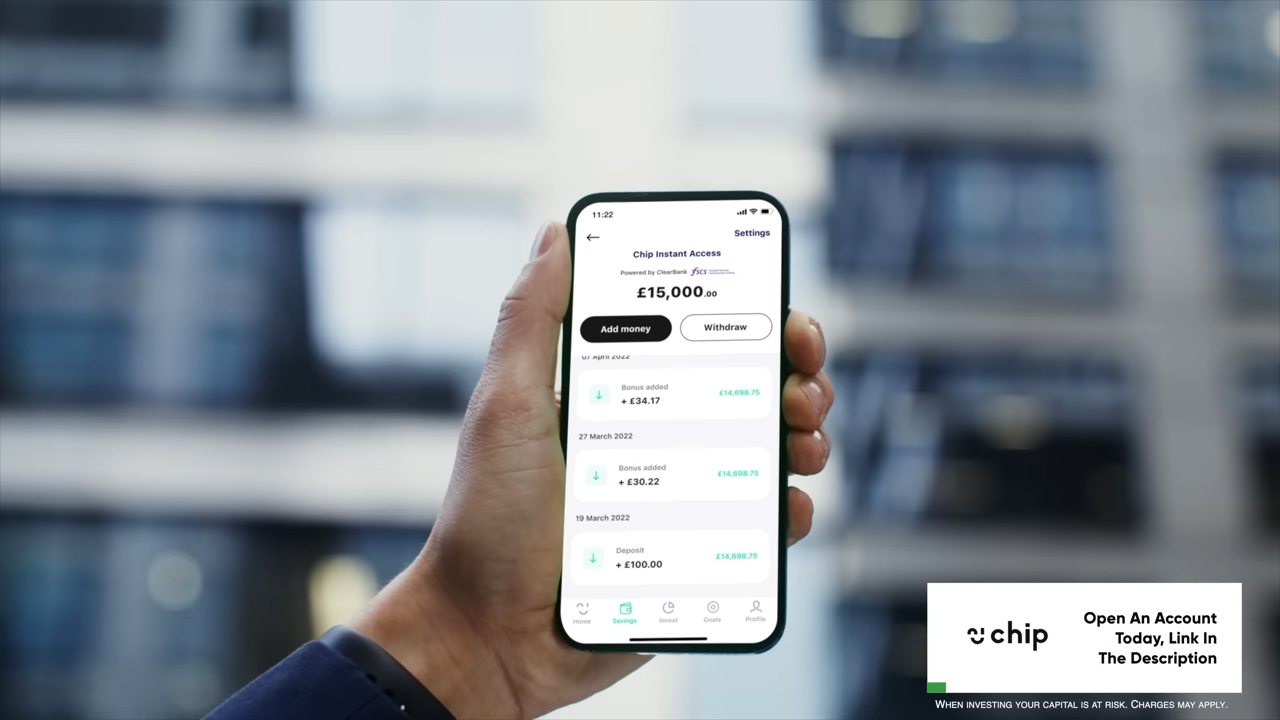 11:22
Settings
Chip Instant Access
Powered by ClearBank fscs
£15,000.00
Add money
Withdraw
07 April 2022
Bonus added
+ £34.17
£14,698.75
27 March 2022
Bonus added
+ £30.22
£14,698.75
19 March 2022
Deposit
+ £100.00
£14,698.75
Home
Savings
Invest
Goals
Profile
chip
Open An Account
Today, Link In
The Description
WHEN INVESTING YOUR CAPITAL IS AT RISK. CHARGES MAY APPLY.